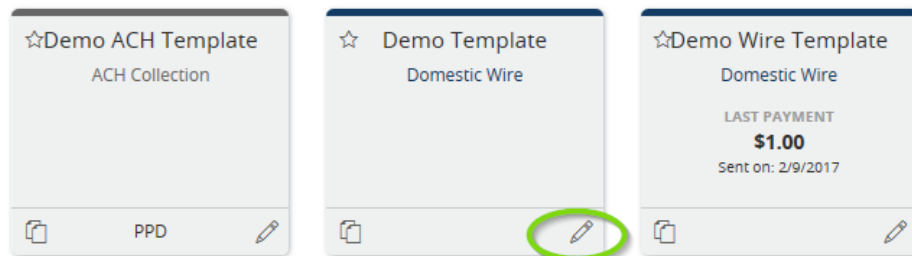 Demo ACH Template
ACH Collection
PPD
Demo Template
Domestic Wire
Demo Wire Template
Domestic Wire
LAST PAYMENT
$1.00
Sent on: 2/9/2017